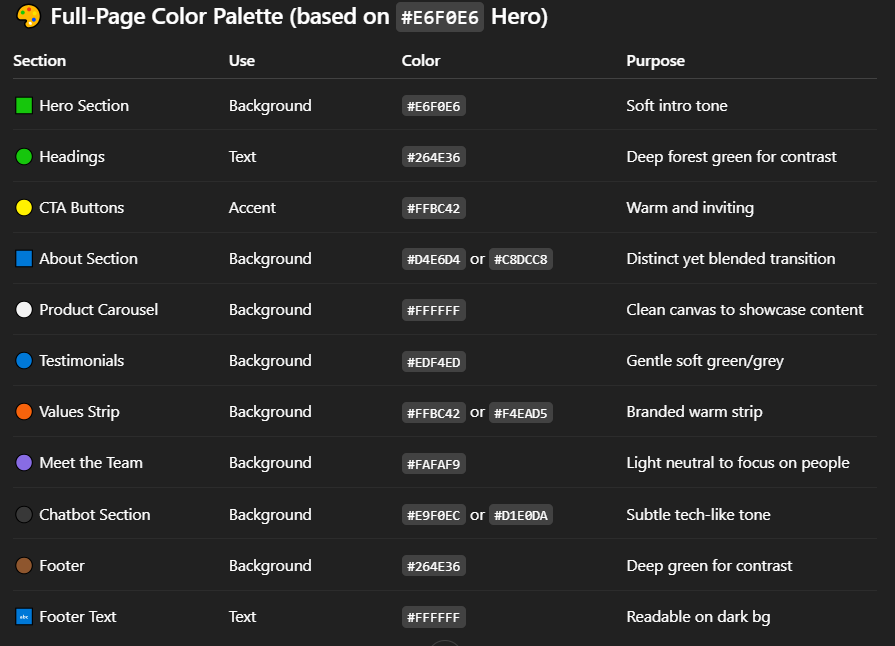 🎨 Full-Page Color Palette (based on #E6F0E6 Hero)
Section Use Color Purpose
Hero Section Background #E6F0E6 Soft intro tone
Headings Text #264E36 Deep forest green for contrast
CTA Buttons Accent #FFBC42 Warm and inviting
About Section Background #D4E6D4 or #C8DCC8 Distinct yet blended transition
Product Carousel Background #FFFFFF Clean canvas to showcase content
Testimonials Background #EDF4ED Gentle soft green/grey
Values Strip Background #FFBC42 or #F4EAD5 Branded warm strip
Meet the Team Background #FAFAF9 Light neutral to focus on people
Chatbot Section Background #E9F0EC or #D1E0DA Subtle tech-like tone
Footer Background #264E36 Deep green for contrast
abc Footer Text Text #FFFFFF Readable on dark bg